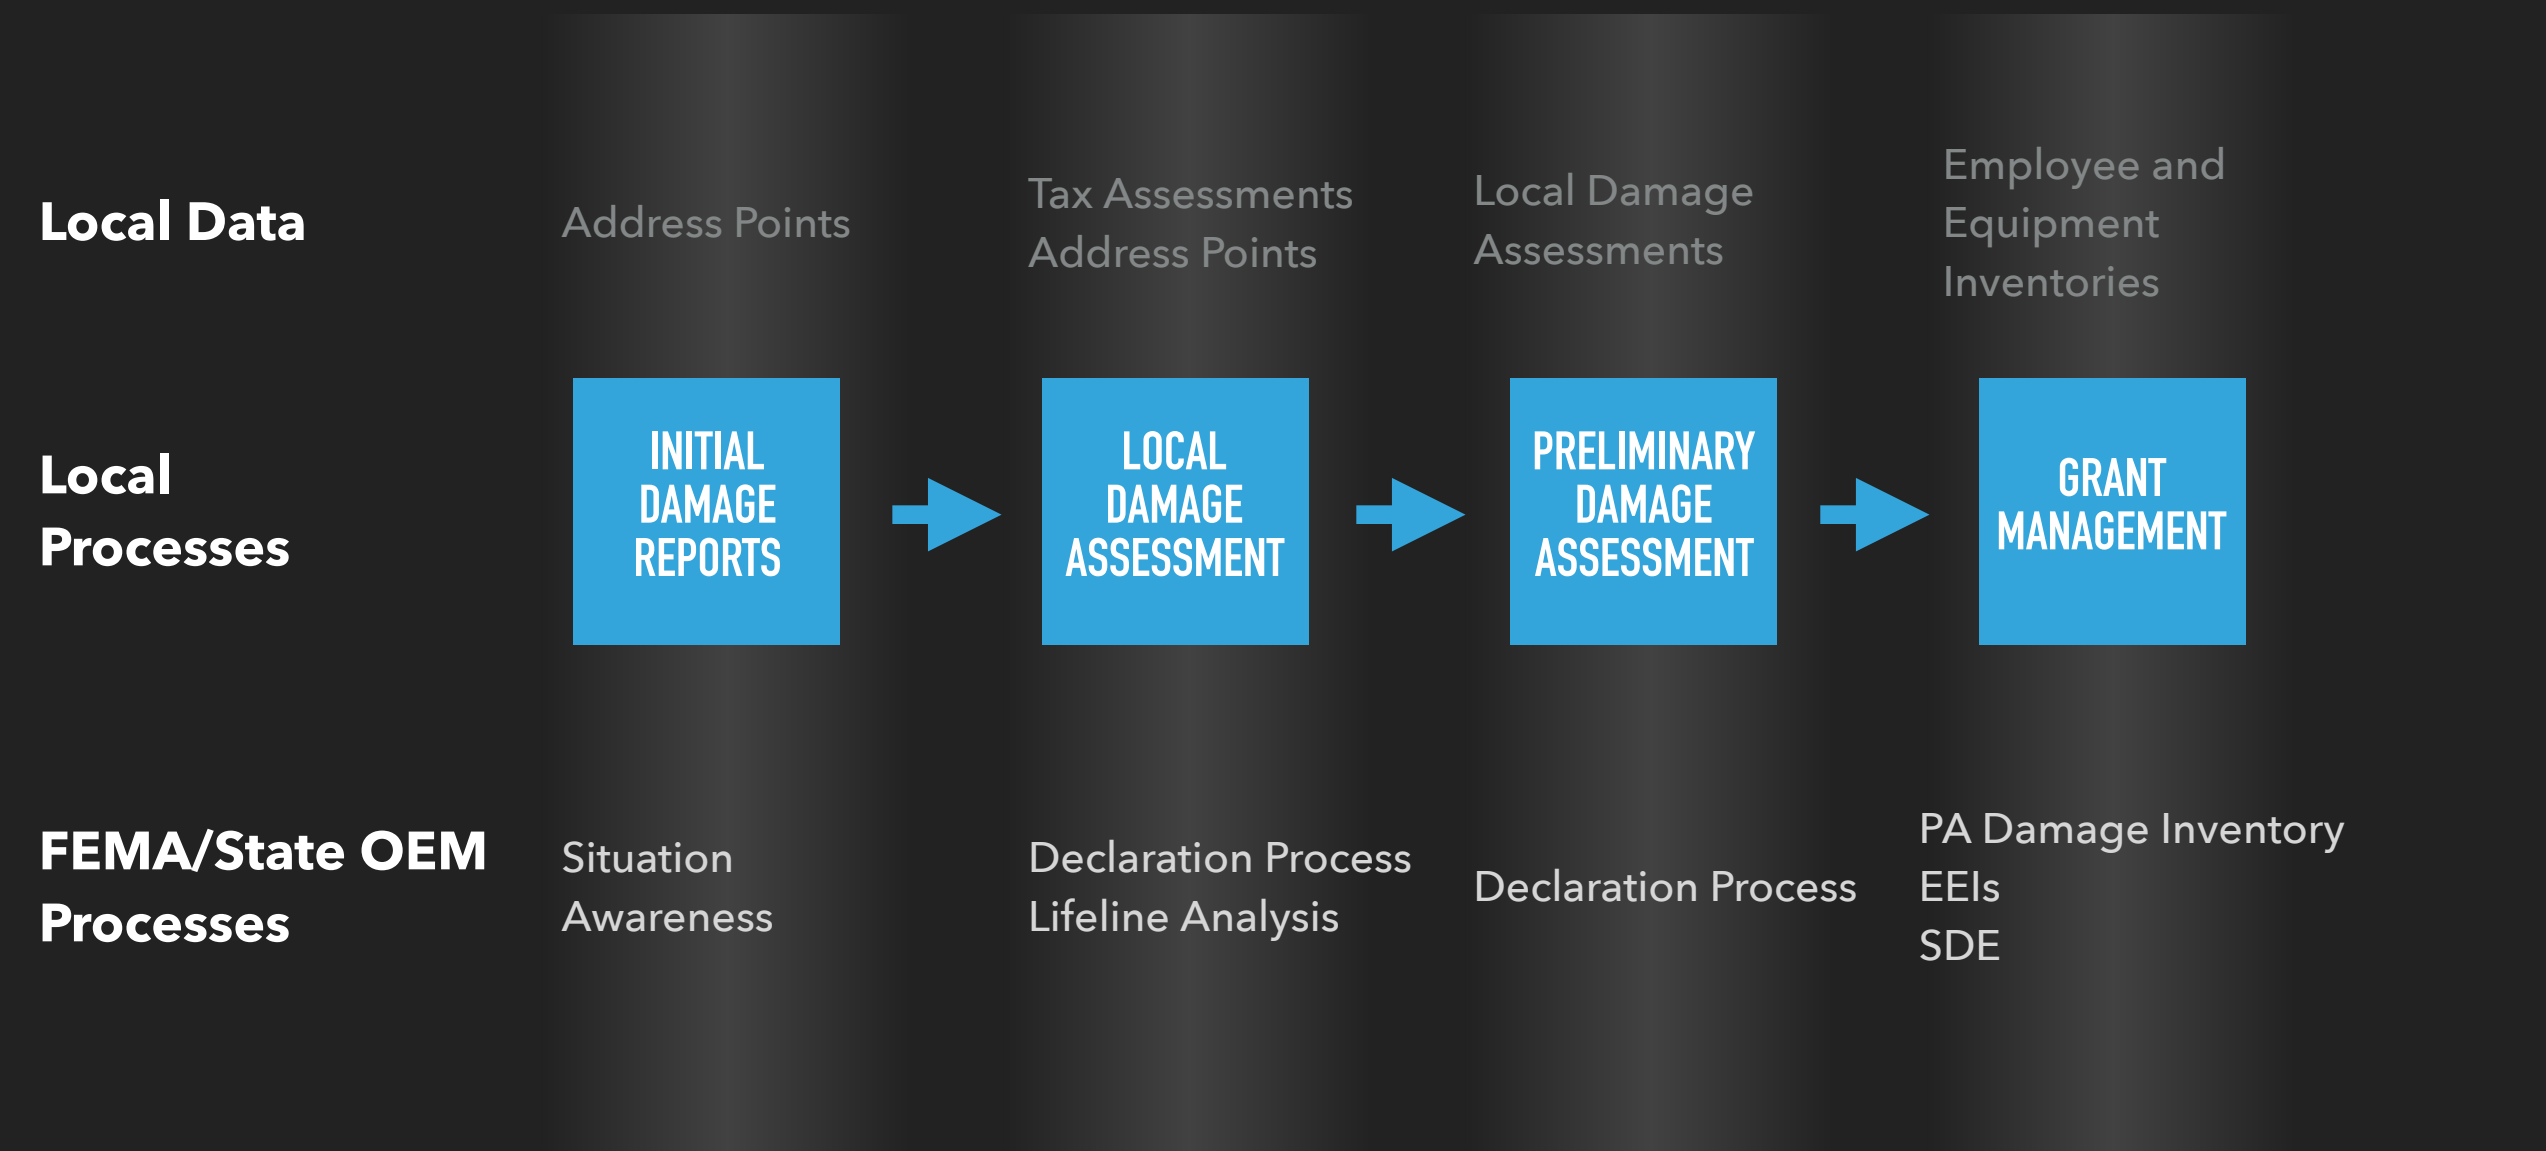 Local Data
Address Points
Tax Assessments
Address Points
Local Damage
Assessments
Employee and
Equipment
Inventories
Local
Processes
INITIAL
DAMAGE
REPORTS
LOCAL
DAMAGE
ASSESSMENT
PRELIMINARY
DAMAGE
ASSESSMENT
GRANT
MANAGEMENT
FEMA/State OEM
Processes
Situation
Awareness
Declaration Process
Lifeline Analysis
Declaration Process
PA Damage Inventory
EEIs
SDE